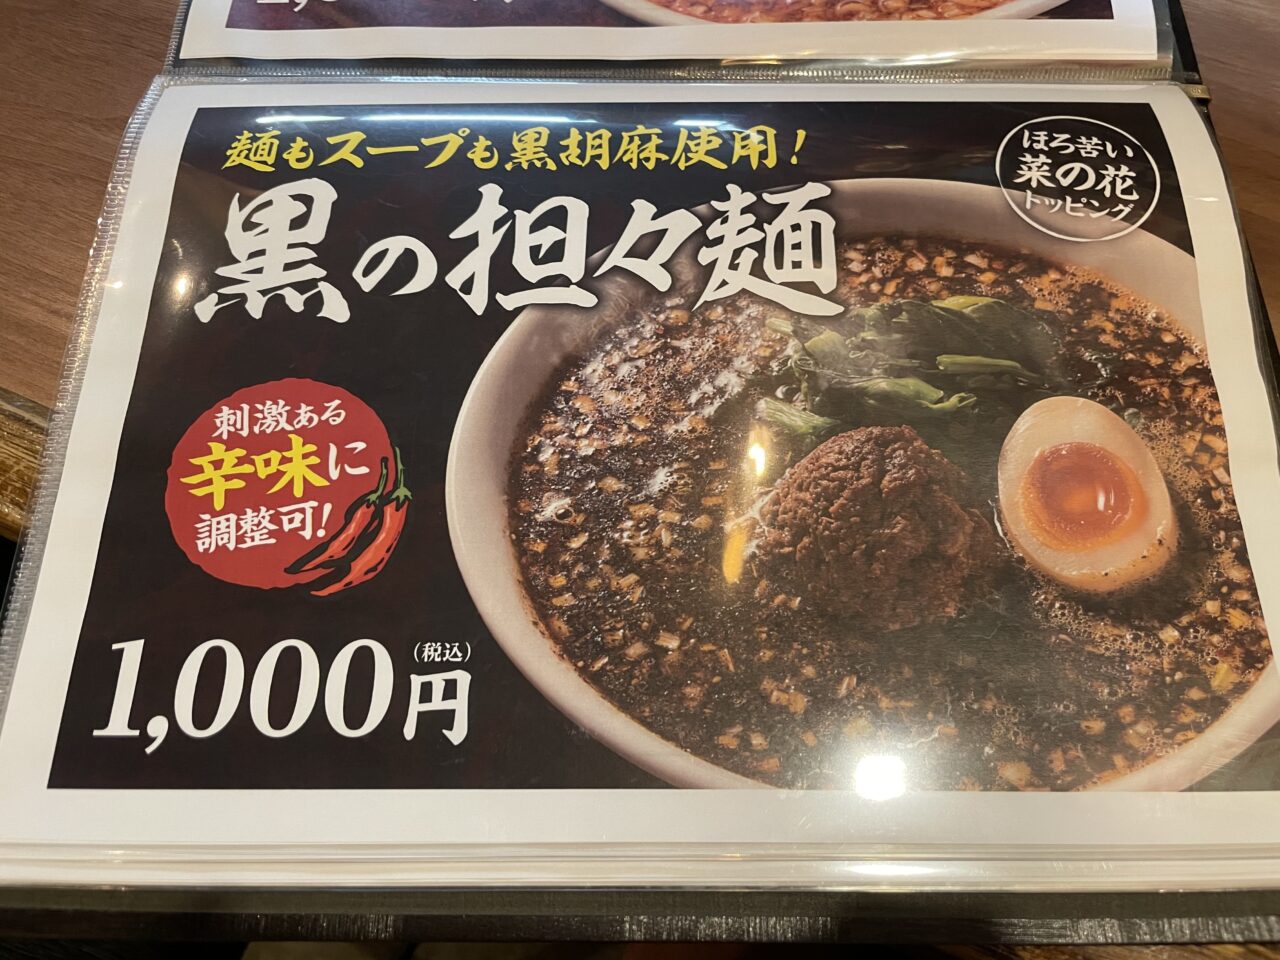 麺もスープも黒胡麻使用!
黒の担々麺
ほろ苦い
菜の花
トッピング
刺激ある
辛味に
調整可!
1,000円
(税込)